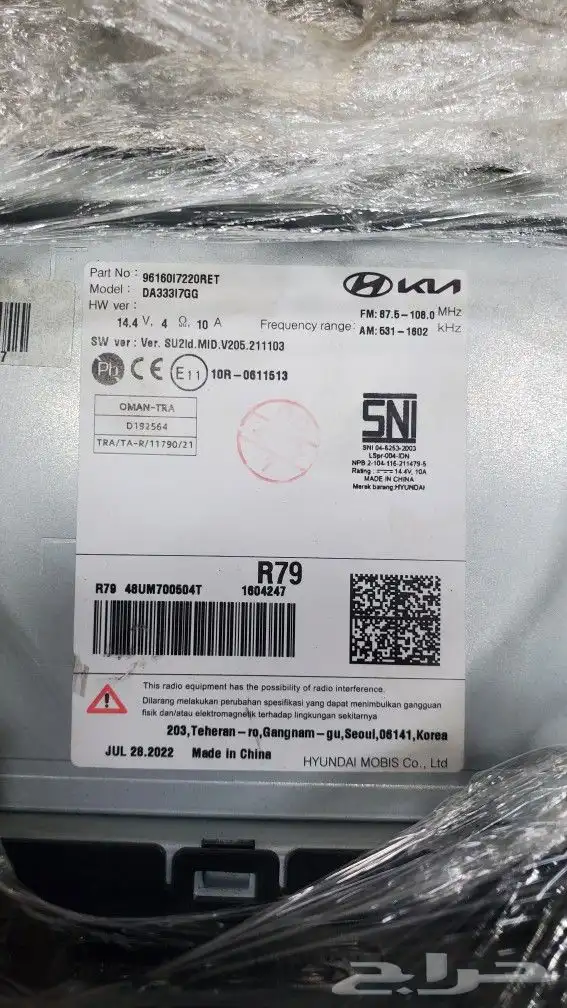 Part No : 96160I7220RET
Model : DA333I7GG
HW ver :
14.4 V, 4 Ω, 10 A
HYUNDAI KIA
Frequency range: FM: 87.5-108.0 MHz
AM: 531-1602 kHz
SW ver : Ver. SU2Id.MID.V205.211103
Pb CE E11 10R-0611513
OMAN-TRA
D192564
TRA/TA-R/11790/21
SNI
SNI 04-6253-2003
LSpr-004-IDN
NPB 2-104-116-211479-5
Rating : 14.4V, 10A
MADE IN CHINA
Merek barang:HYUNDAI
R79
R79 48UM700504T 1604247
7
This radio equipment has the possibility of radio interference.
Dilarang melakukan perubahan spesifikasi yang dapat menimbulkan gangguan
fisik dan/atau elektromagnetik terhadap lingkungan sekitarnya
203,Teheran-ro,Gangnam-gu,Seoul,06141,Korea
JUL 28.2022 Made in China
HYUNDAI MOBIS Co., Ltd
حراج